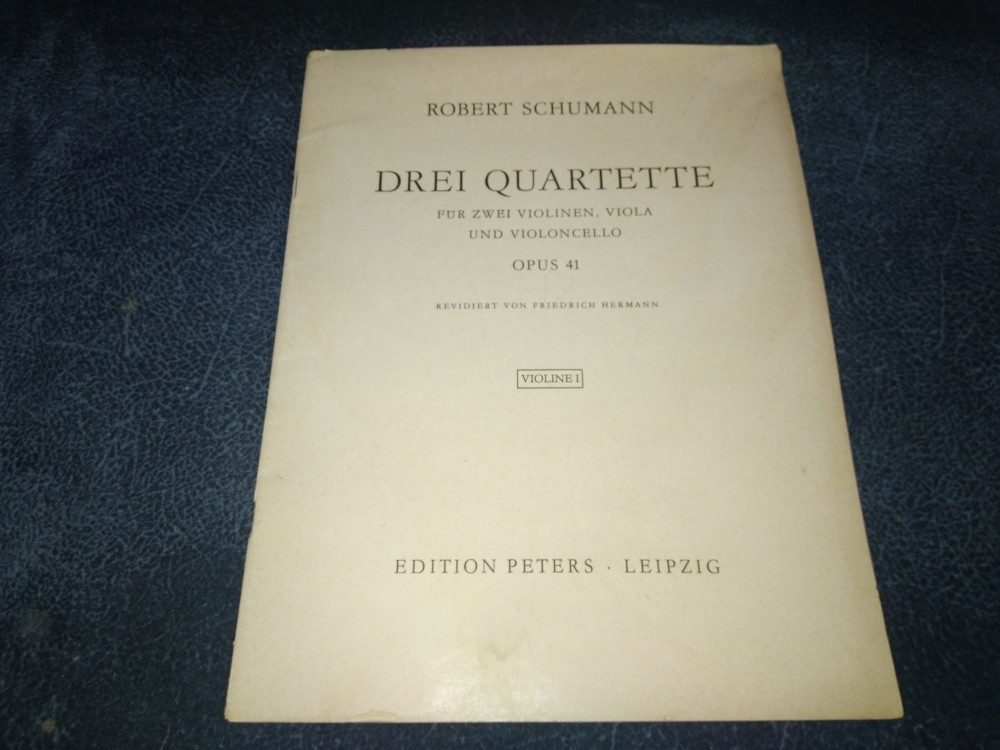 ROBERT SCHUMANN
DREI QUARTETTE
FÜR ZWEI VIOLINEN, VIOLA
UND VIOLONCELLO
OPUS 41
REVIDIERT VON FRIEDRICH HERMANN
VIOLINE I
EDITION PETERS · LEIPZIG